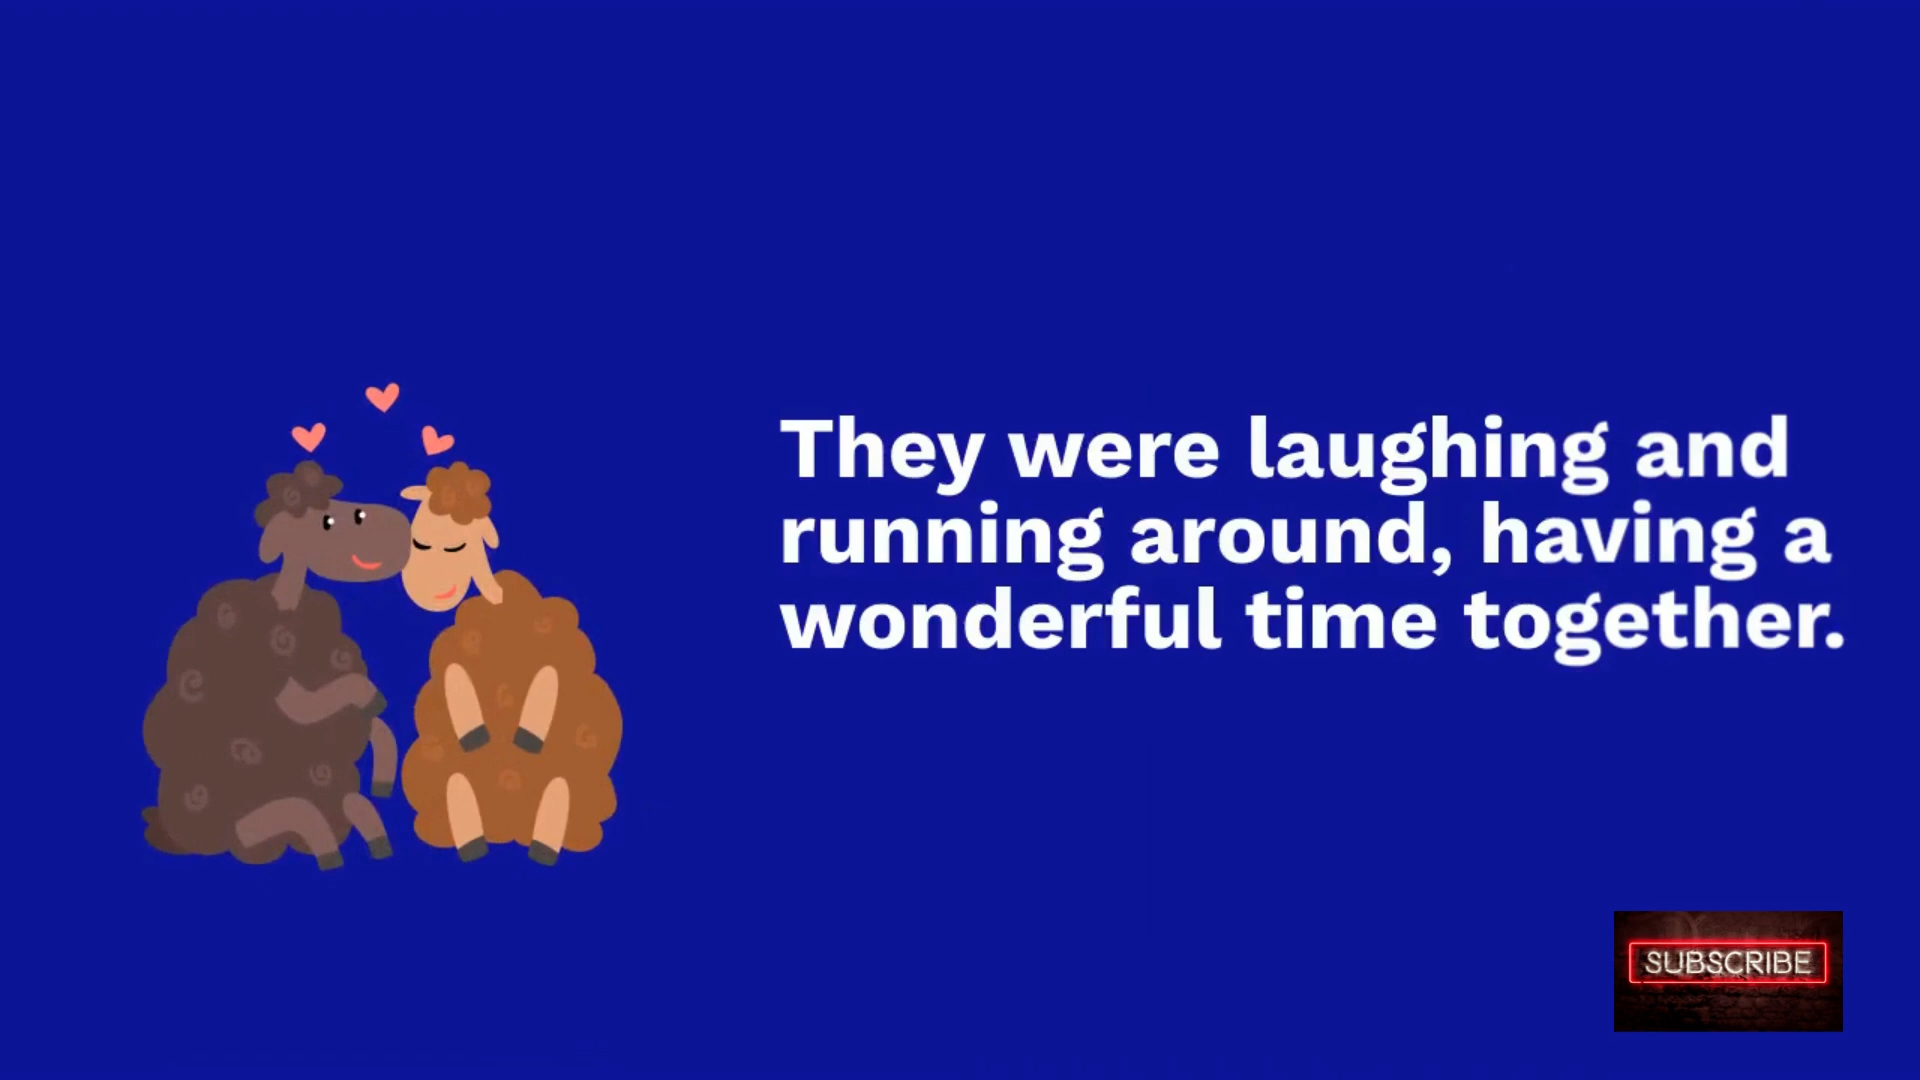 They were laughing and
running around, having a
wonderful time together.
SUBSCRIBE